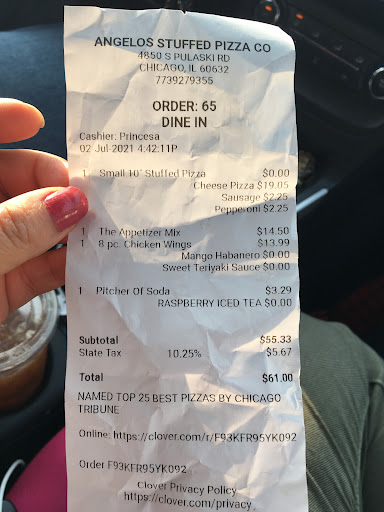 ANGELOS STUFFED PIZZA CO
4850 S PULASKI RD
CHICAGO, IL 60632
7739279355
ORDER: 65
DINE IN
Cashier: Princesa
02-Jul-2021 4:42:11P
1 Small 10" Stuffed Pizza $0.00
Cheese Pizza $19.05
Sausage $2.25
Pepperoni $2.25
1 The Appetizer Mix $14.50
1 8 pc. Chicken Wings $13.99
Mango Habanero $0.00
Sweet Teriyaki Sauce $0.00
1 Pitcher Of Soda $3.29
RASPBERRY ICED TEA $0.00
Subtotal $55.33
State Tax 10.25% $5.67
Total $61.00
NAMED TOP 25 BEST PIZZAS BY CHICAGO
TRIBUNE
Online: https://clover.com/r/F93KFR95YK092
Order F93KFR95YK092
Clover Privacy Policy
https://clover.com/privacy